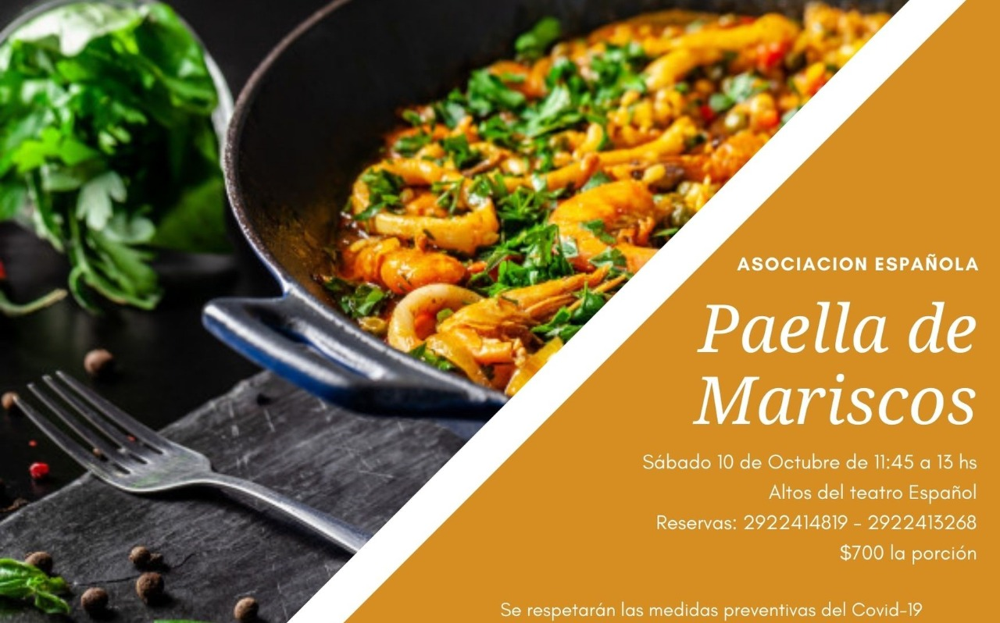 ASOCIACION ESPAÑOLA
Paella de
Mariscos
Sábado 10 de Octubre de 11:45 a 13 hs
Altos del teatro Español
Reservas: 2922414819 - 2922413268
$700 la porción
Se respetarán las medidas preventivas del Covid-19